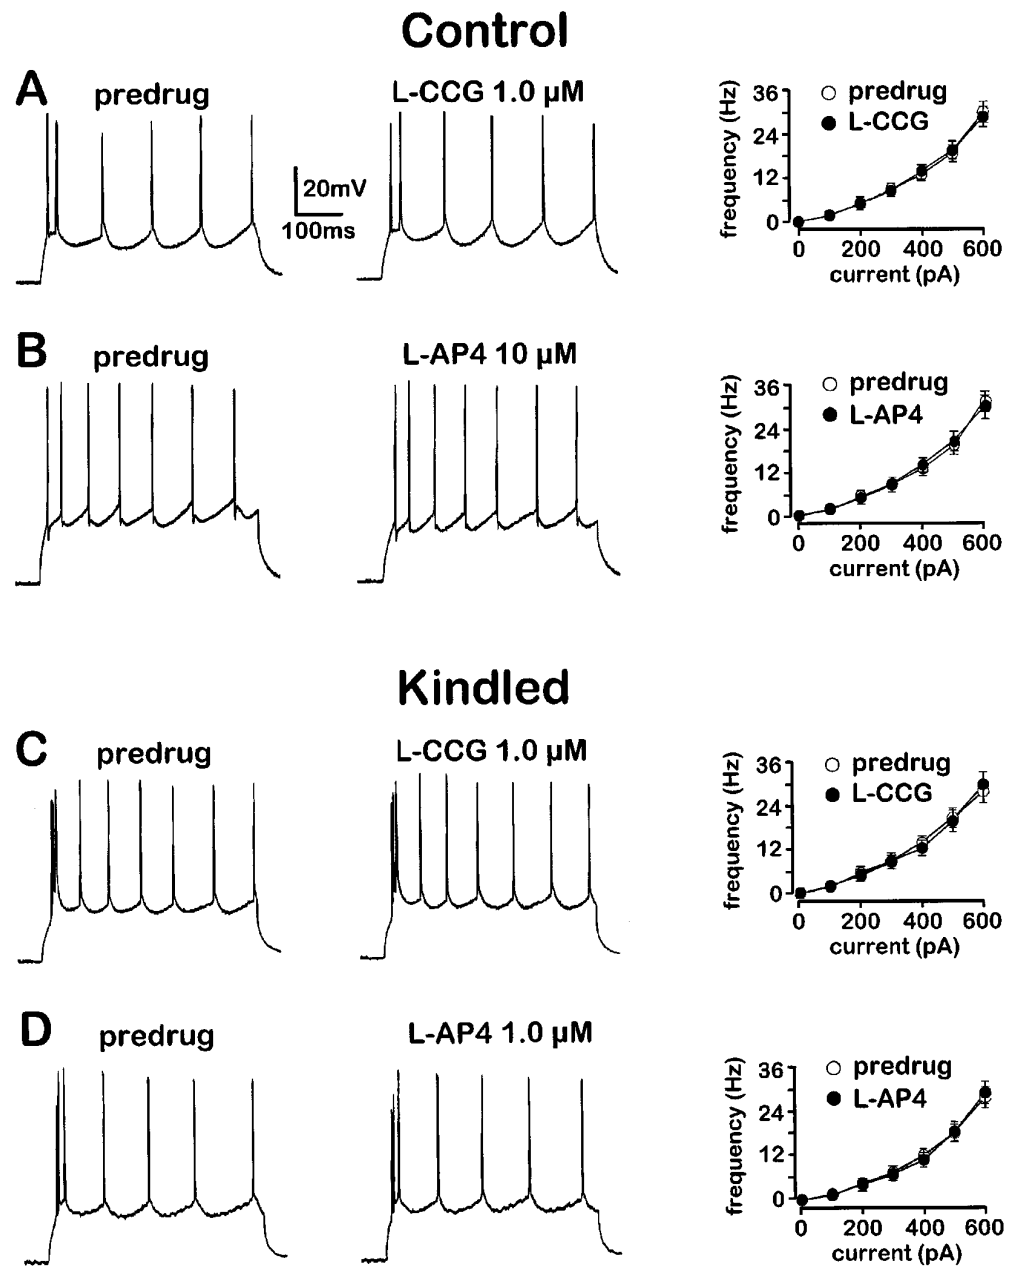 Control
A
predrug
L-CCG 1.0 µM
20mV
100ms
frequency (Hz)
36
24
12
0
predrug
L-CCG
0 200 400 600
current (pA)
B
predrug
L-AP4 10 µM
frequency (Hz)
36
24
12
0
predrug
L-AP4
0 200 400 600
current (pA)
Kindled
C
predrug
L-CCG 1.0 µM
frequency (Hz)
36
24
12
0
predrug
L-CCG
200 400 600
current (pA)
D
predrug
L-AP4 1.0 µM
frequency (Hz)
36
24
12
0
predrug
L-AP4
0 200 400 600
current (pA)